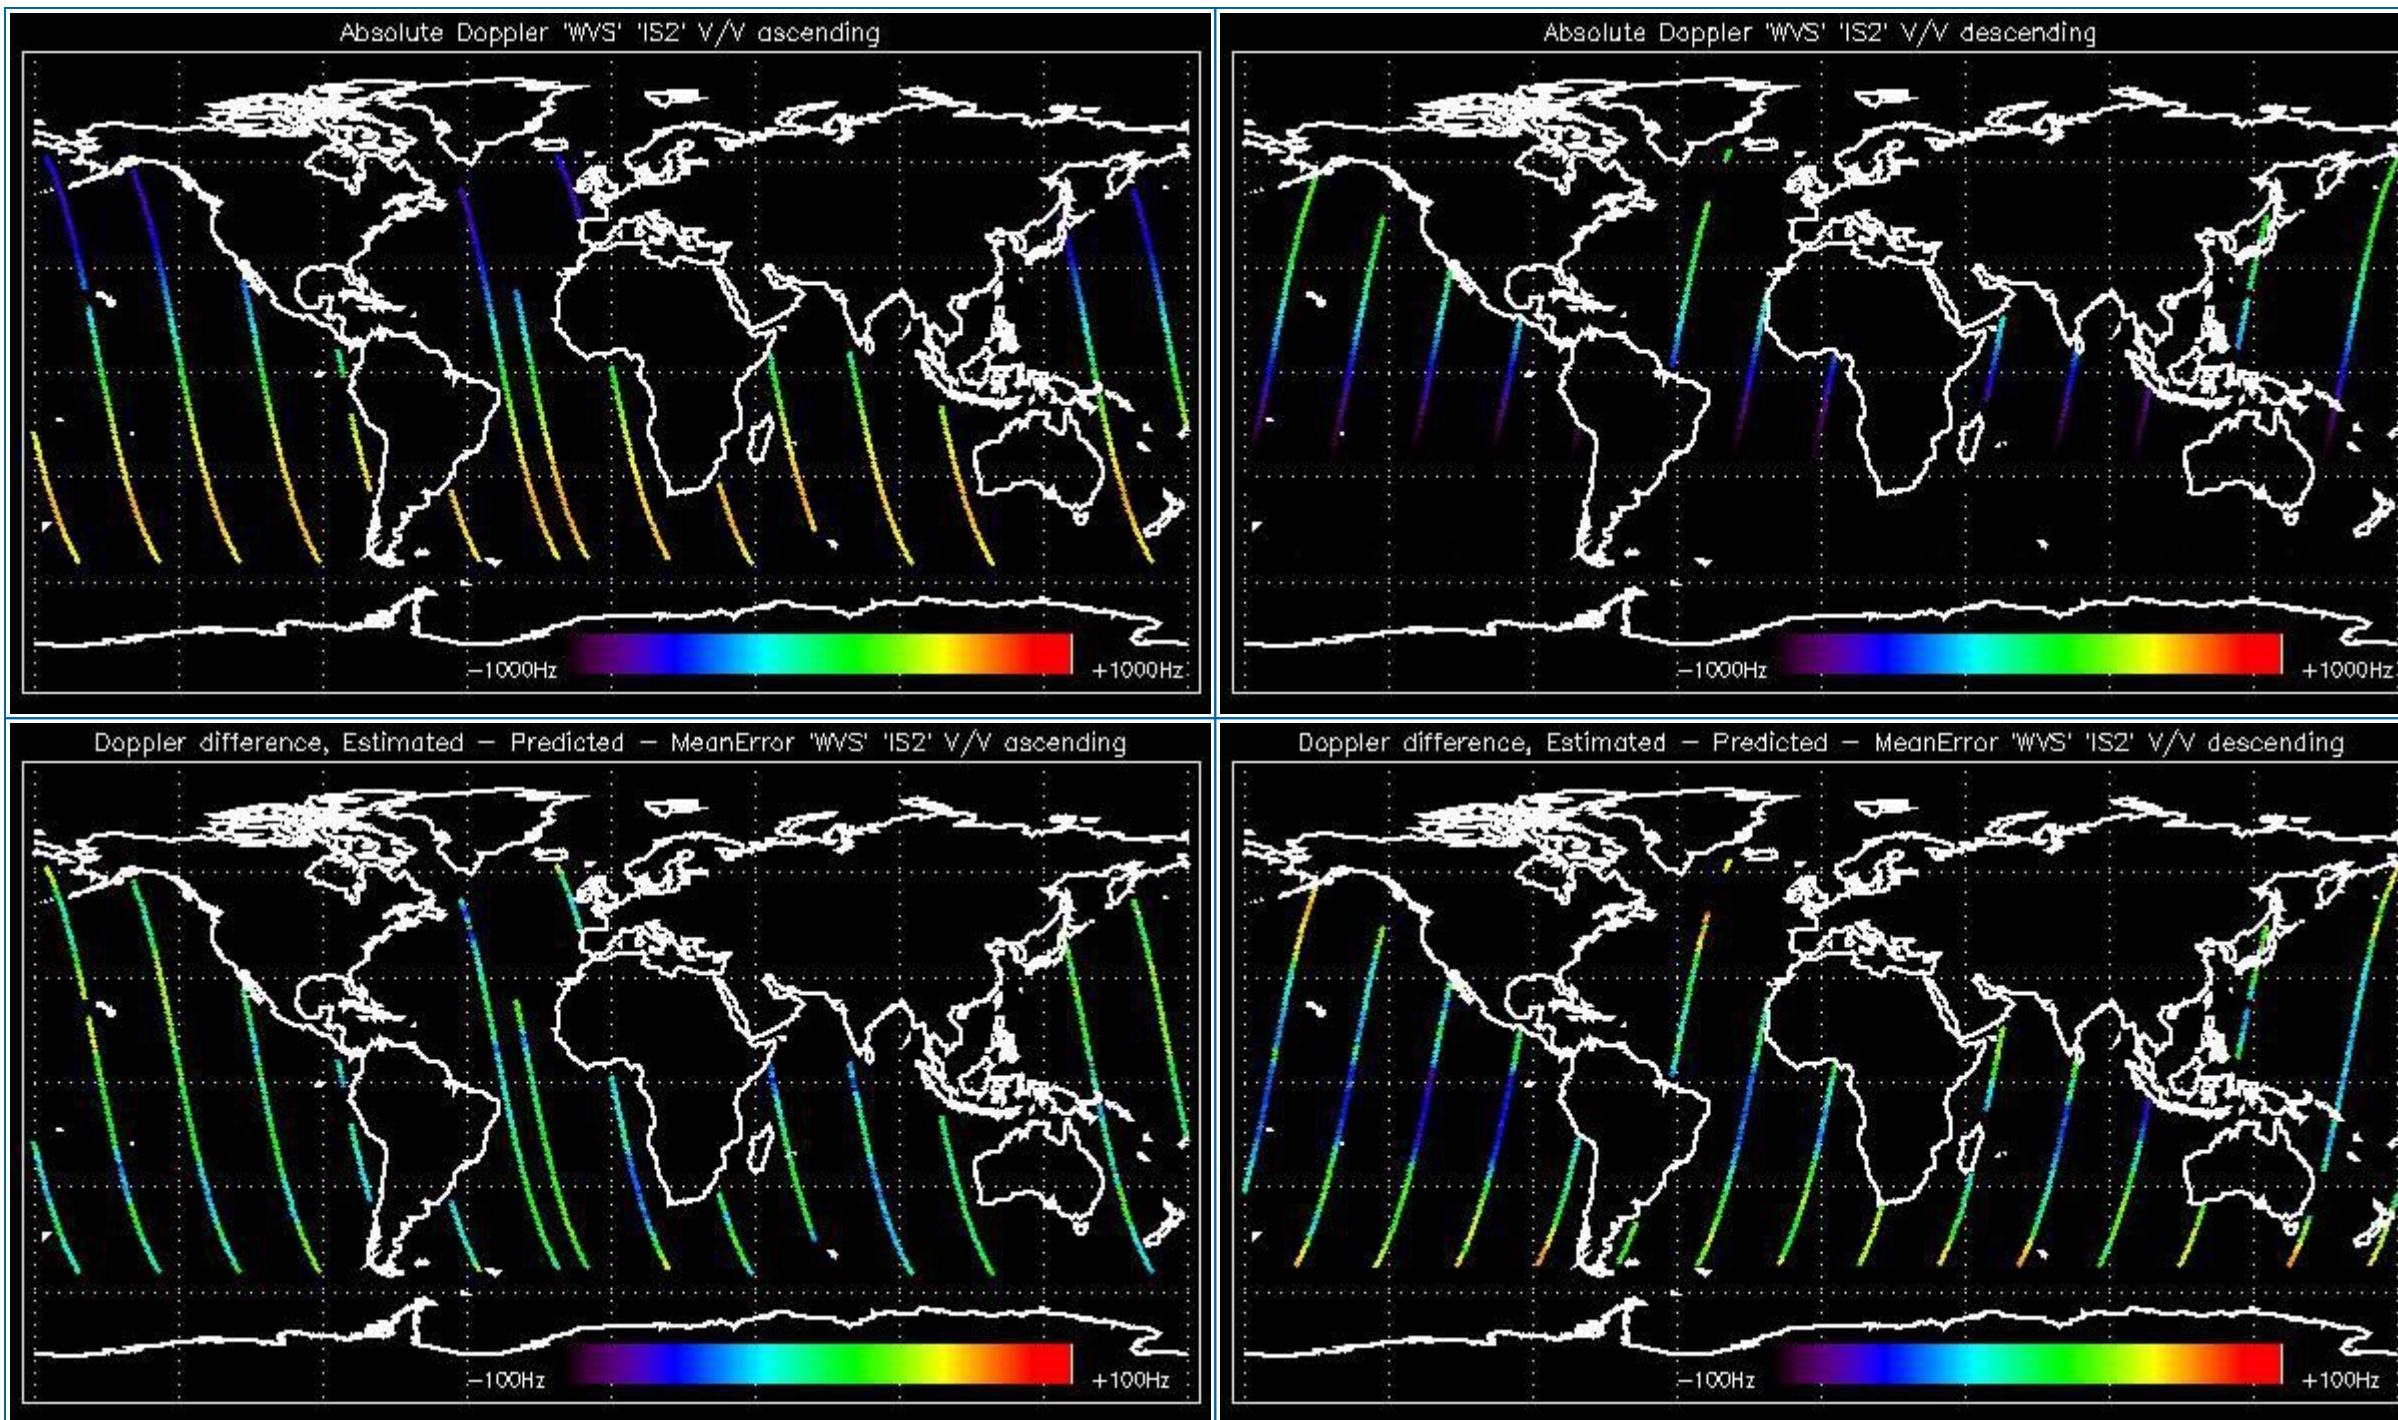 Absolute Doppler 'WVS' 'IS2' V/V ascending
-1000Hz +1000Hz
Absolute Doppler 'WVS' 'IS2' V/V descending
-1000Hz +1000Hz
Doppler difference, Estimated - Predicted - MeanError 'WVS' 'IS2' V/V ascending
-100Hz +100Hz
Doppler difference, Estimated - Predicted - MeanError 'WVS' 'IS2' V/V descending
-100Hz +100Hz